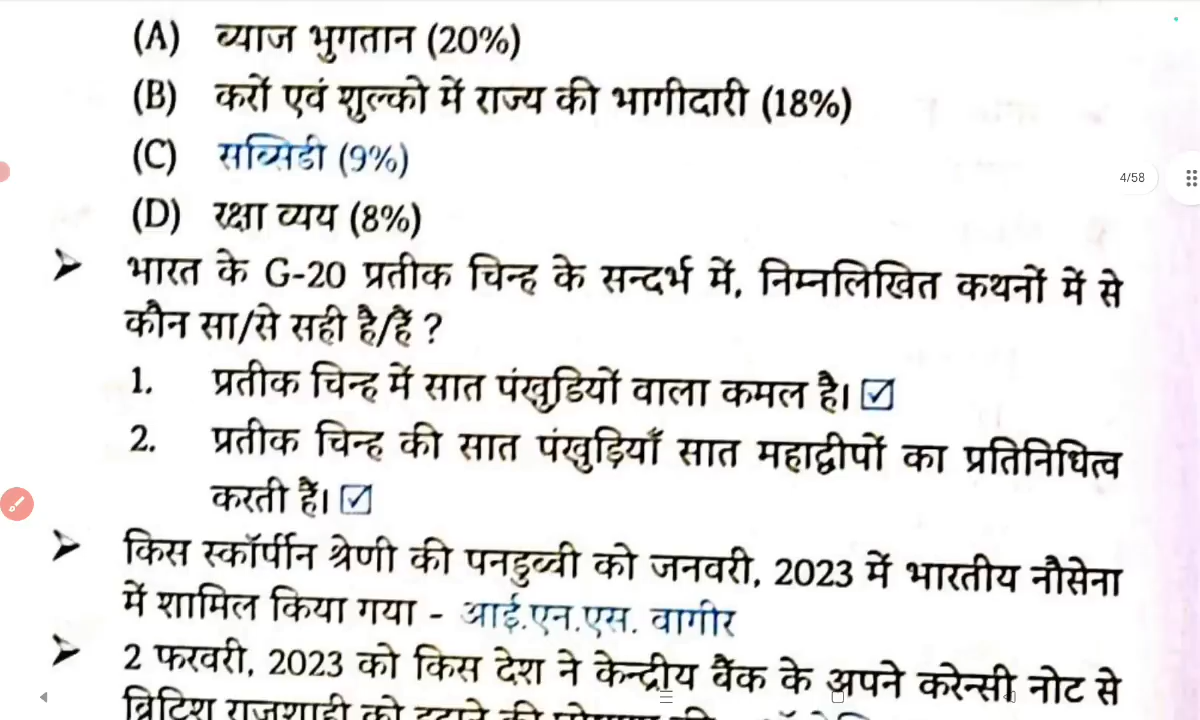 (A) ब्याज भुगतान (20%)
(B) करों एवं शुल्को में राज्य की भागीदारी (18%)
(C) सब्सिडी (9%)
4/58
(D) रक्षा व्यय (8%)
➤ भारत के G-20 प्रतीक चिन्ह के सन्दर्भ में, निम्नलिखित कथनों में से
कौन सा/से सही है/हैं ?
1. प्रतीक चिन्ह में सात पंखुडियों वाला कमल है। ☑
2. प्रतीक चिन्ह की सात पंखुड़ियाँ सात महाद्वीपों का प्रतिनिधित्व
करती हैं। ☑
➤ किस स्कॉर्पीन श्रेणी की पनडुब्बी को जनवरी, 2023 में भारतीय नौसेना
में शामिल किया गया - आई.एन.एस. वागीर
➤ 2 फरवरी, 2023 को किस देश ने केन्द्रीय बैंक के अपने करेन्सी नोट से
ब्रिटिश राजशाही को हटाने की